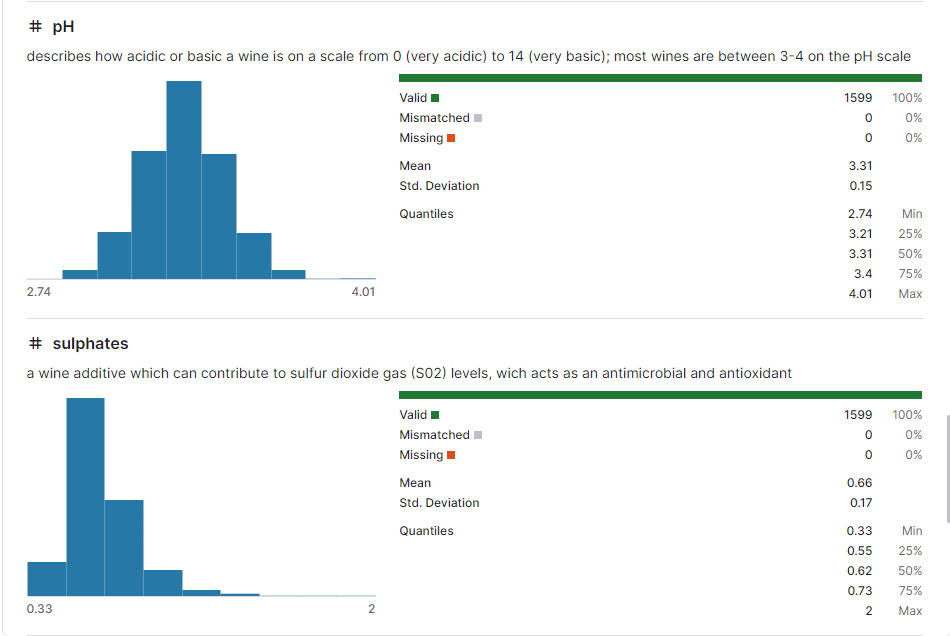 # pH
describes how acidic or basic a wine is on a scale from 0 (very acidic) to 14 (very basic); most wines are between 3-4 on the pH scale
Valid 1599 100%
Mismatched 0 0%
Missing 0 0%
Mean 3.31
Std. Deviation 0.15
Quantiles 2.74 Min
3.21 25%
3.31 50%
3.4 75%
4.01 Max
2.74 4.01
# sulphates
a wine additive which can contribute to sulfur dioxide gas (S02) levels, wich acts as an antimicrobial and antioxidant
Valid 1599 100%
Mismatched 0 0%
Missing 0 0%
Mean 0.66
Std. Deviation 0.17
Quantiles 0.33 Min
0.55 25%
0.62 50%
0.73 75%
2 Max
0.33 2